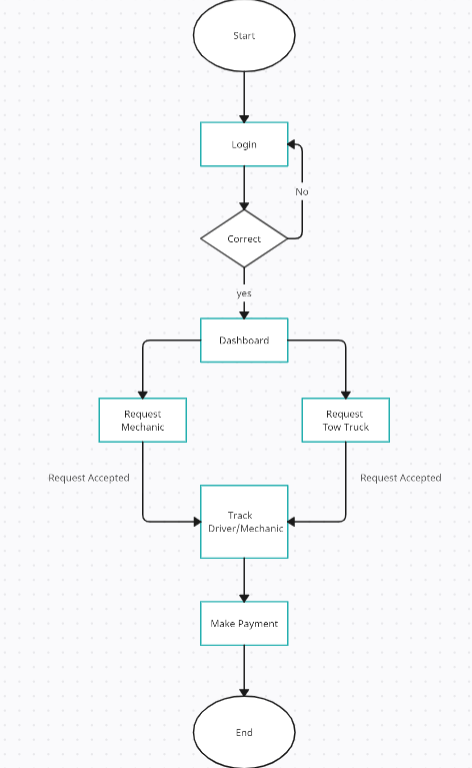 Start
Login
No
Correct
yes
Dashboard
Request
Mechanic
Request
Tow Truck
Request Accepted
Request Accepted
Track
Driver/Mechanic
Make Payment
End